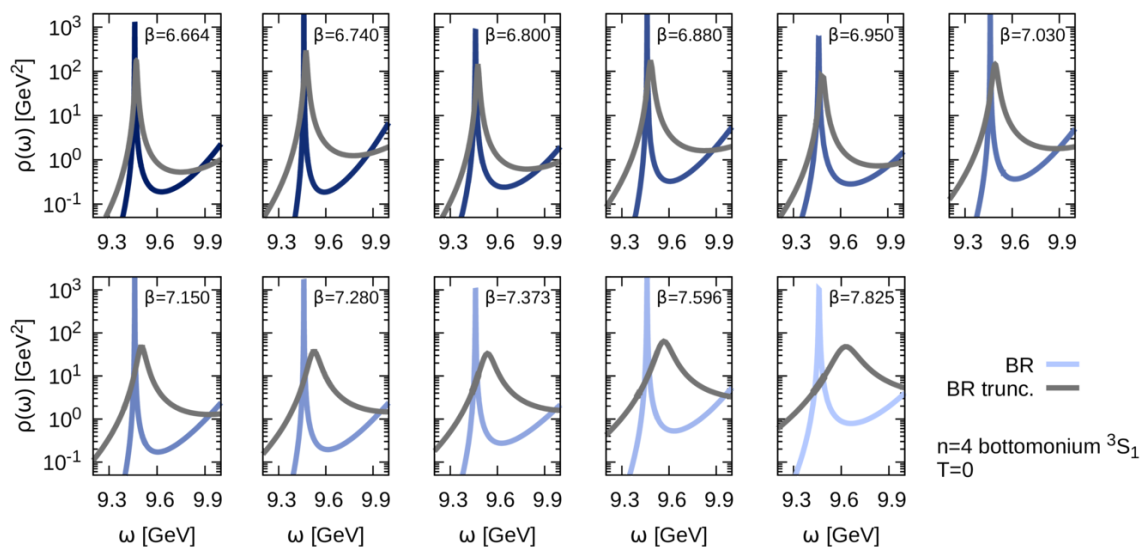 β=6.664
β=6.740
β=6.800
β=6.880
β=6.950
β=7.030
ρ(ω) [GeV²]
10³
10²
10¹
10⁰
10⁻¹
9.3 9.6 9.9
9.3 9.6 9.9
9.3 9.6 9.9
9.3 9.6 9.9
9.3 9.6 9.9
9.3 9.6 9.9
β=7.150
β=7.280
β=7.373
β=7.596
β=7.825
ρ(ω) [GeV²]
10³
10²
10¹
10⁰
10⁻¹
9.3 9.6 9.9
9.3 9.6 9.9
9.3 9.6 9.9
9.3 9.6 9.9
9.3 9.6 9.9
ω [GeV]
ω [GeV]
ω [GeV]
ω [GeV]
ω [GeV]
BR
BR trunc.
n=4 bottomonium ³S₁
T=0